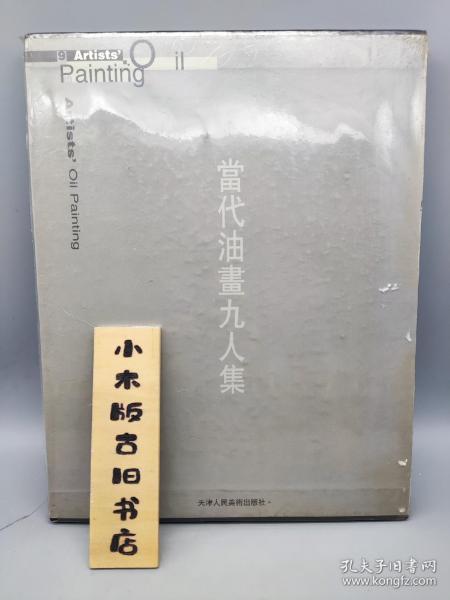 9 Artists'
Painting Oil
Artists' Oil Painting
當代油畫九人集
天津人民美術出版社
小木版古旧书店
孔夫子旧书网
www.kongfz.com